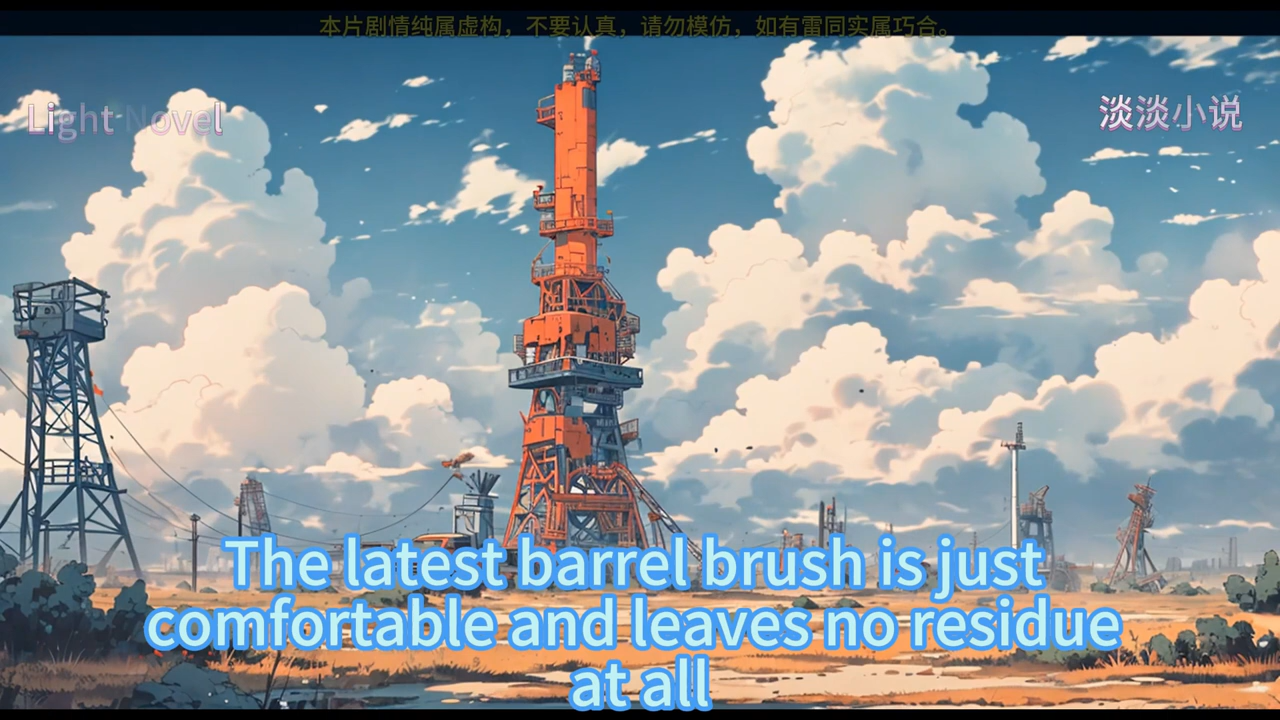 本片剧情纯属虚构，不要认真，请勿模仿，如有雷同实属巧合。
Light Novel
淡淡小说
The latest barrel brush is just
comfortable and leaves no residue
at all